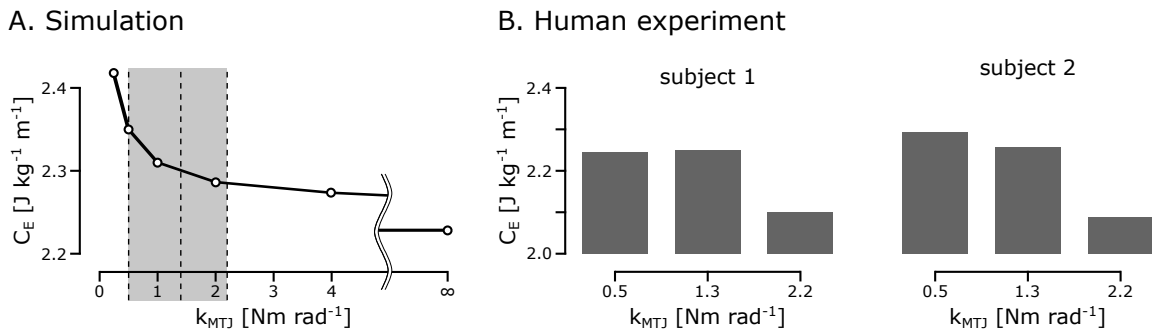 A. Simulation
2.4
2.3
2.2
C_E [J kg⁻¹ m⁻¹]
0 1 2 3 4 ∞
k_MTJ [Nm rad⁻¹]
B. Human experiment
subject 1
2.4
2.2
2.0
C_E [J kg⁻¹ m⁻¹]
0.5 1.3 2.2
k_MTJ [Nm rad⁻¹]
subject 2
0.5 1.3 2.2
k_MTJ [Nm rad⁻¹]